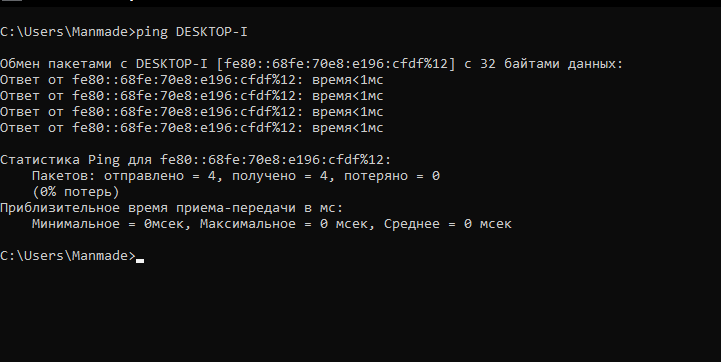 C:\Users\Manmade>ping DESKTOP-I
Обмен пакетами с DESKTOP-I [fe80::68fe:70e8:e196:cfdf%12] с 32 байтами данных:
Ответ от fe80::68fe:70e8:e196:cfdf%12: время<1мс
Ответ от fe80::68fe:70e8:e196:cfdf%12: время<1мс
Ответ от fe80::68fe:70e8:e196:cfdf%12: время<1мс
Ответ от fe80::68fe:70e8:e196:cfdf%12: время<1мс
Статистика Ping для fe80::68fe:70e8:e196:cfdf%12:
Пакетов: отправлено = 4, получено = 4, потеряно = 0
(0% потерь)
Приблизительное время приема-передачи в мс:
Минимальное = 0мсек, Максимальное = 0 мсек, Среднее = 0 мсек
C:\Users\Manmade>